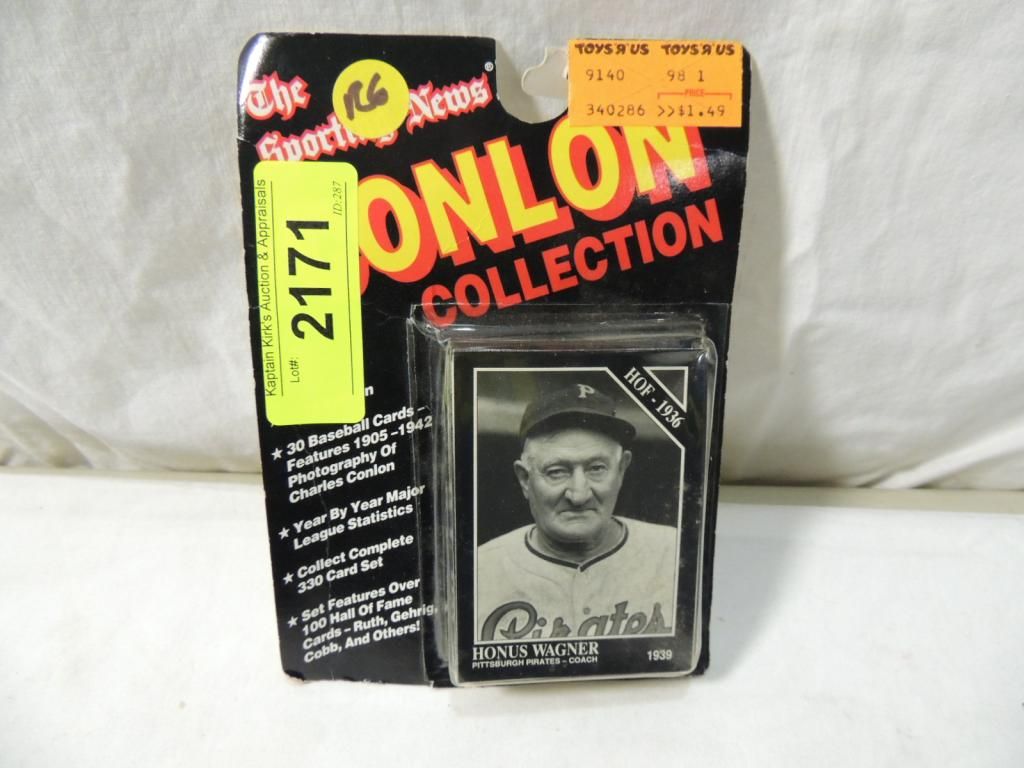 The
Sporting News®
R6
TOYS"R"US TOYS"R"US
9140 98 1
PRICE
340286 >>$1.49
ONLON
COLLECTION
Kaptain Kirk's Auction & Appraisals
Lot#: 2171
ID:287
★ 30 Baseball Cards –
Features 1905–1942
Photography Of
Charles Conlon
★ Year By Year Major
League Statistics
★ Collect Complete
330 Card Set
★ Set Features Over
100 Hall Of Fame
Cards – Ruth, Gehrig,
Cobb, And Others!
HOF - 1936
P
Pirates
HONUS WAGNER
PITTSBURGH PIRATES – COACH
1939